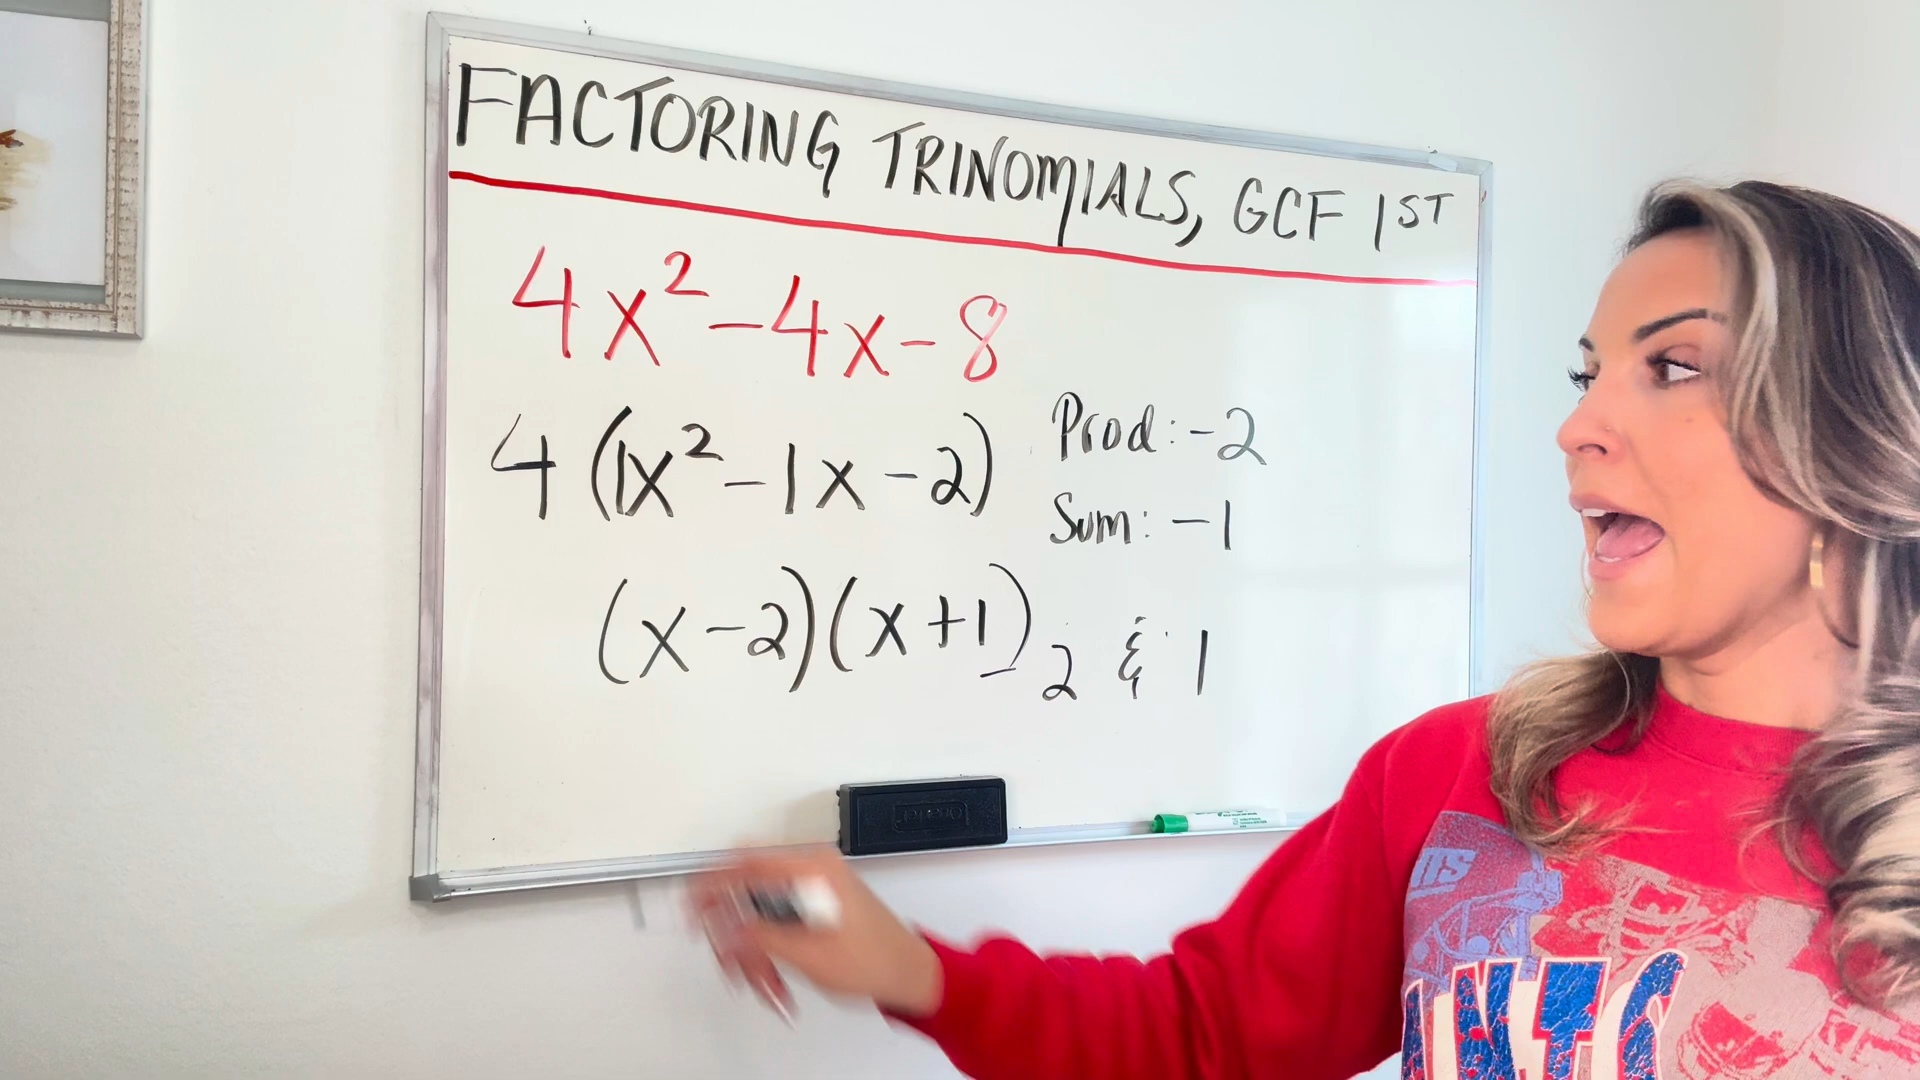 FACTORING TRINOMIALS, GCF 1ST
4x² -4x-8
4(1x² -1x-2) Prod: -2
Sum: -1
(x-2)(x+1) -2 & 1